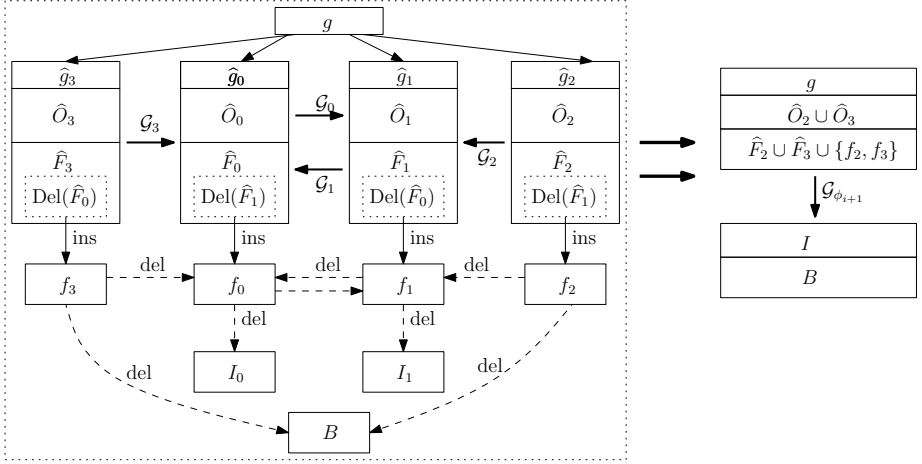 g
ĝ₃ ĝ₀ ĝ₁ ĝ₂
Ô₃ 𝒢₃ Ô₀ 𝒢₀ Ô₁ 𝒢₂ Ô₂
F̂₃ F̂₀ 𝒢₁ F̂₁ F̂₂
Del(F̂₀) Del(F̂₁) Del(F̂₀) Del(F̂₁)
ins ins ins ins
f₃ del f₀ del f₁ del f₂
del del
I₀ I₁
del del
B
g
Ô₂ ∪ Ô₃
F̂₂ ∪ F̂₃ ∪ {f₂, f₃}
𝒢_{ϕ_{i+1}}
I
B